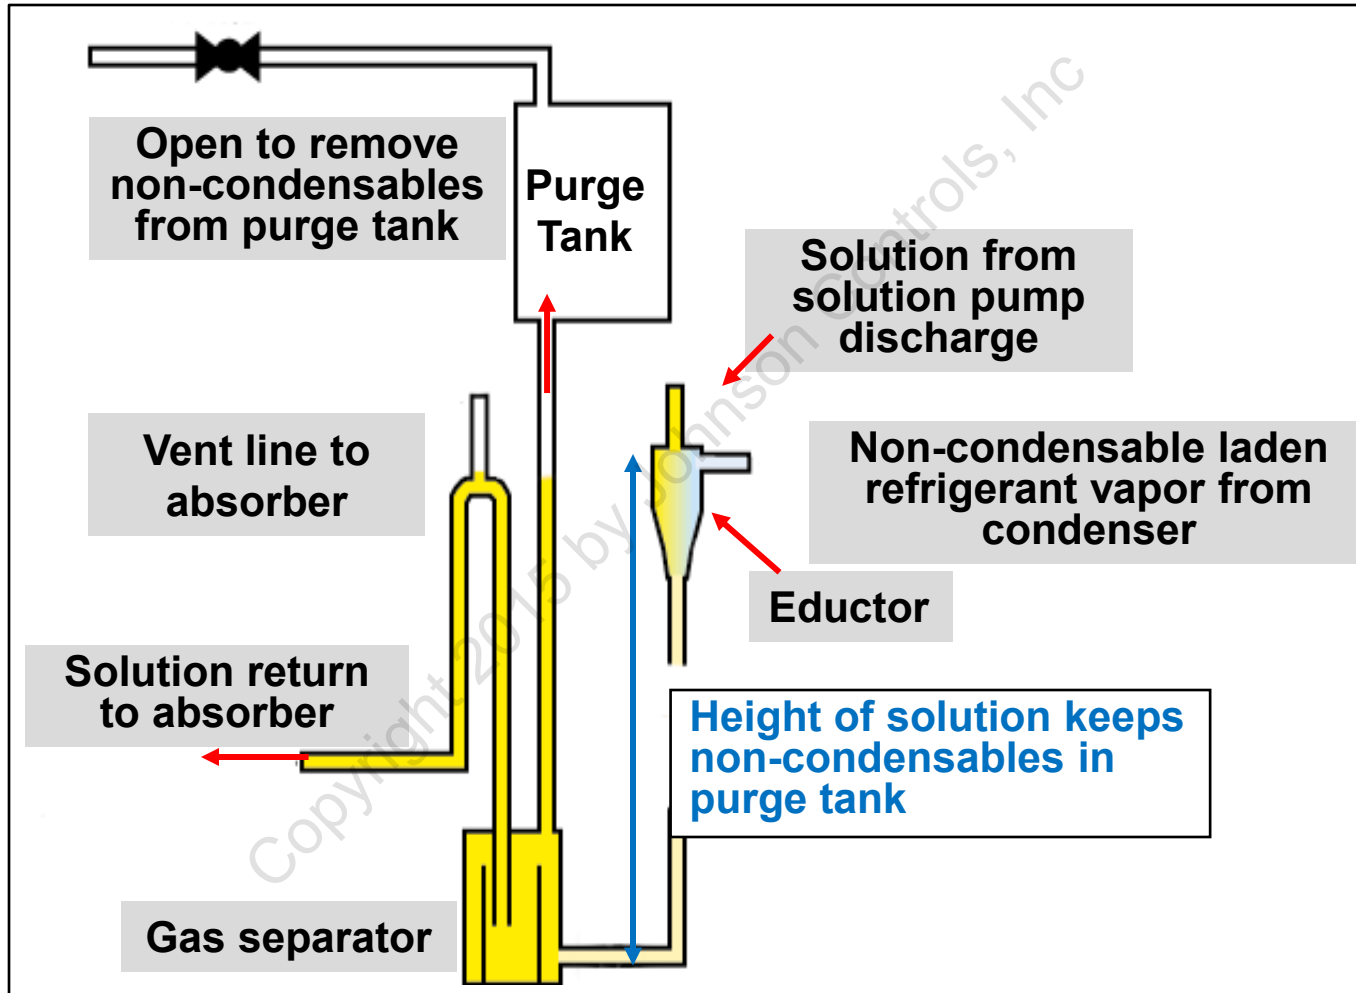 Open to remove
non-condensables
from purge tank
Purge
Tank
Solution from
solution pump
discharge
Vent line to
absorber
Non-condensable laden
refrigerant vapor from
condenser
Eductor
Solution return
to absorber
Height of solution keeps
non-condensables in
purge tank
Gas separator
Copyright 2015 by Johnson Controls, Inc